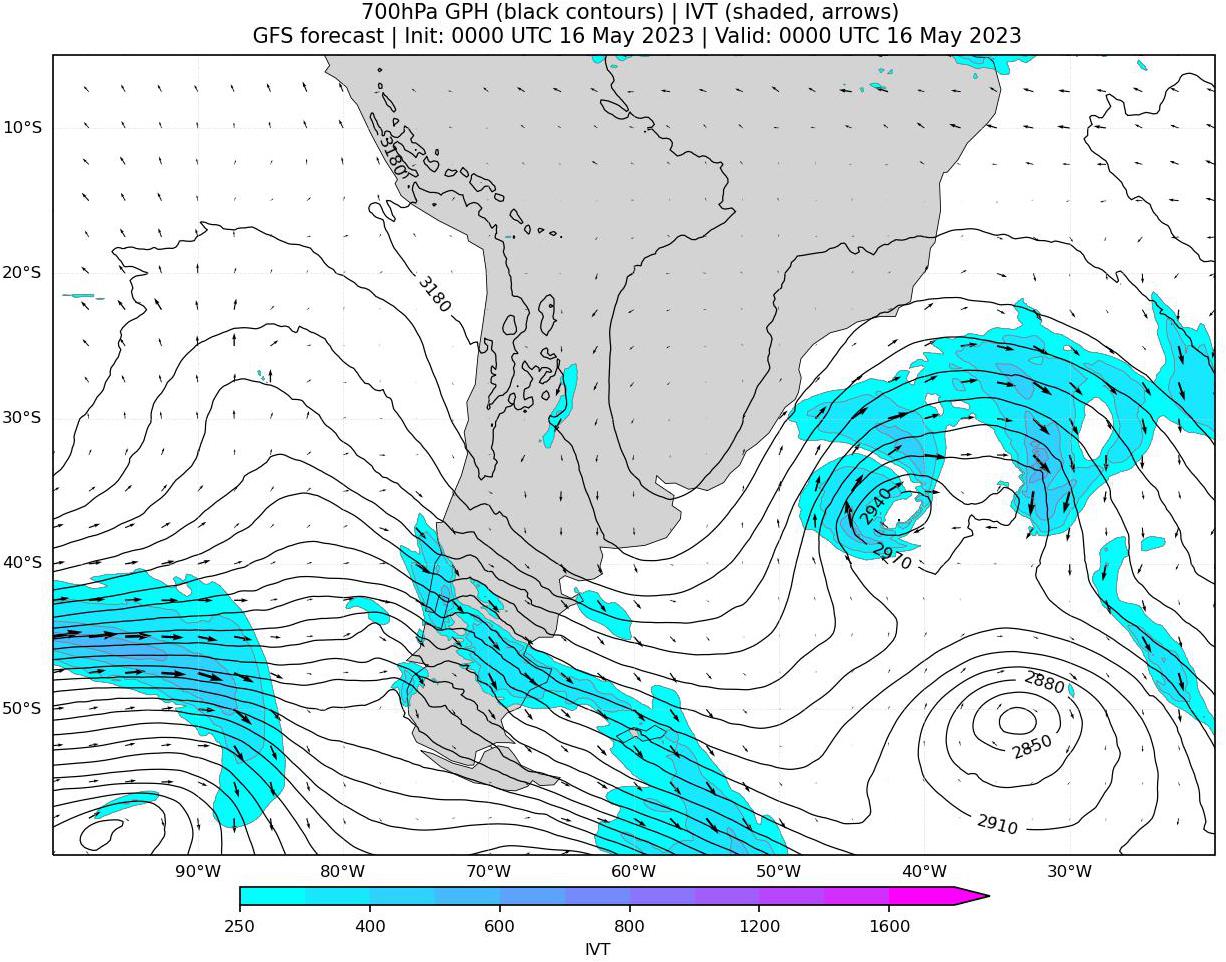 700hPa GPH (black contours) | IVT (shaded, arrows)
GFS forecast | Init: 0000 UTC 16 May 2023 | Valid: 0000 UTC 16 May 2023
10°S
3180
20°S
3180
30°S
2940
2970
40°S
2880
50°S
2850
2910
90°W 80°W 70°W 60°W 50°W 40°W 30°W
250 400 600 800 1200 1600
IVT